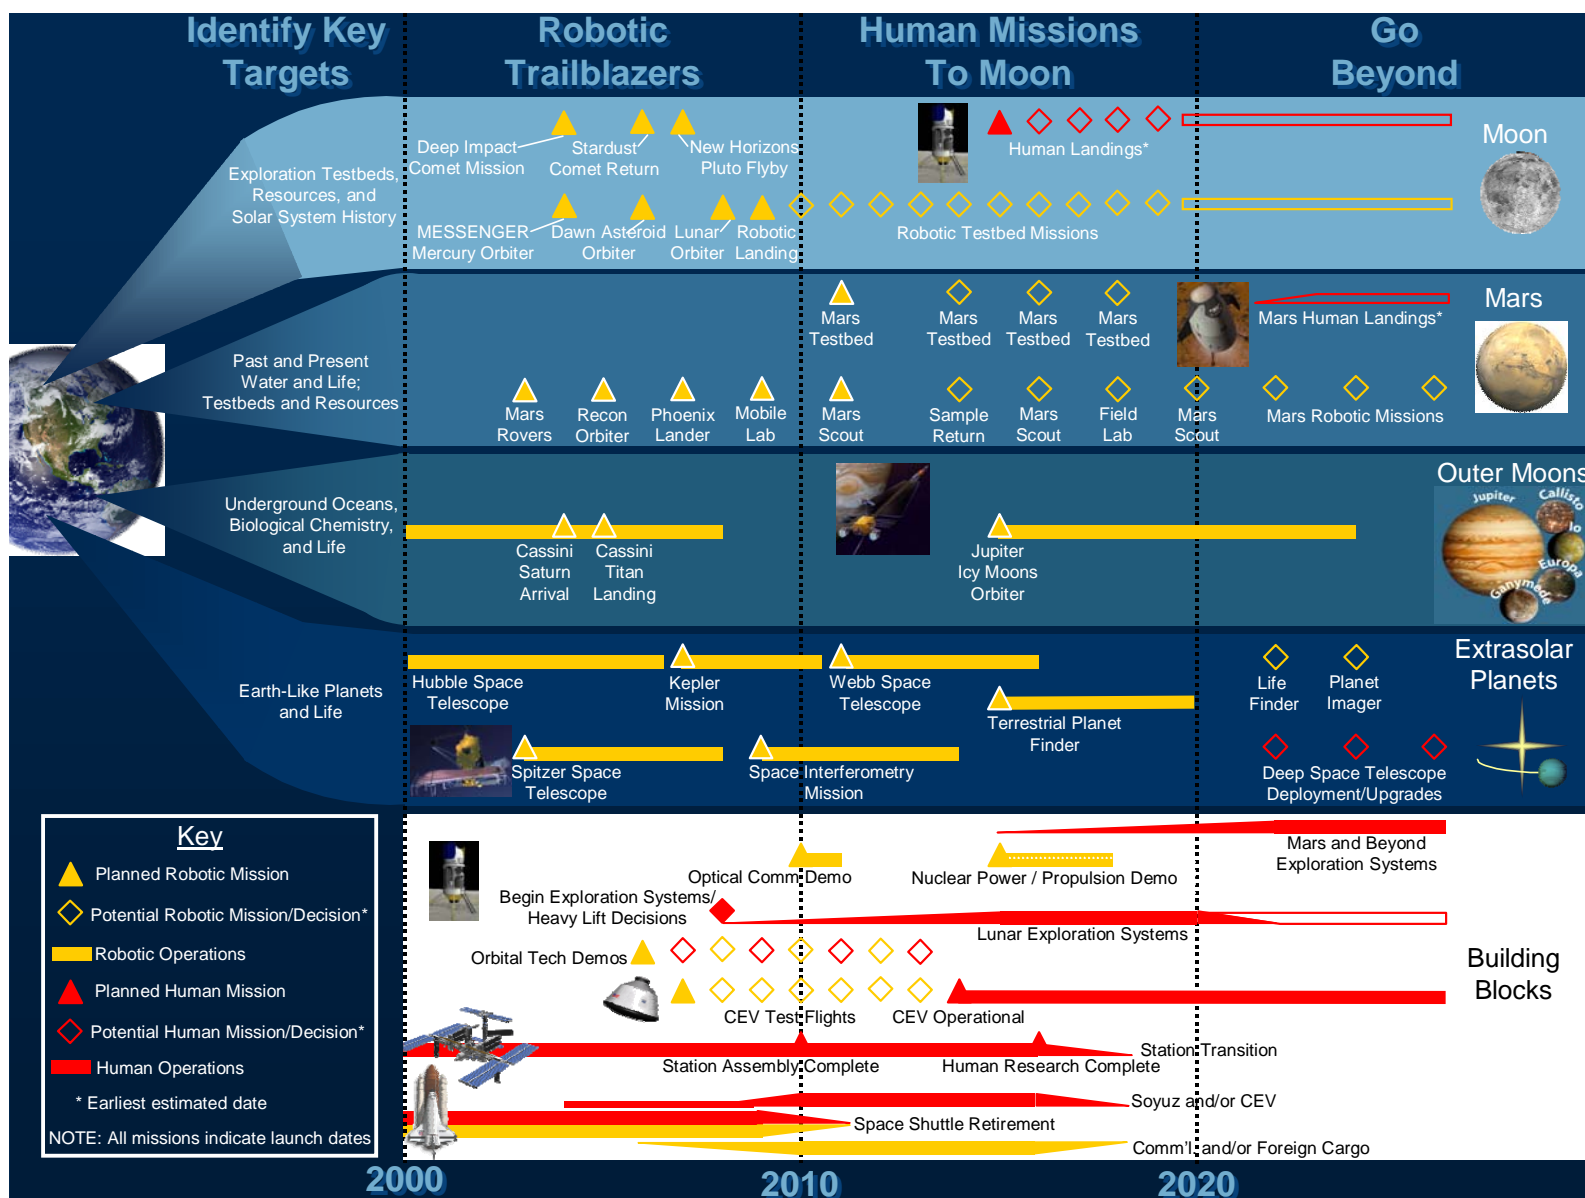 Identify Key
Targets
Robotic
Trailblazers
Human Missions
To Moon
Go
Beyond
Exploration Testbeds,
Resources, and
Solar System History
Deep Impact
Comet Mission
Stardust
Comet Return
New Horizons
Pluto Flyby
Human Landings*
Moon
MESSENGER
Mercury Orbiter
Dawn Asteroid
Orbiter
Lunar
Orbiter
Robotic
Landing
Robotic Testbed Missions
Past and Present
Water and Life;
Testbeds and Resources
Mars
Testbed
Mars
Testbed
Mars
Testbed
Mars
Testbed
Mars Human Landings*
Mars
Mars
Rovers
Recon
Orbiter
Phoenix
Lander
Mobile
Lab
Mars
Scout
Sample
Return
Mars
Scout
Field
Lab
Mars
Scout
Mars Robotic Missions
Underground Oceans,
Biological Chemistry,
and Life
Cassini
Saturn
Arrival
Cassini
Titan
Landing
Jupiter
Icy Moons
Orbiter
Outer Moons
Jupiter
Callisto
Io
Europa
Ganymede
Earth-Like Planets
and Life
Hubble Space
Telescope
Kepler
Mission
Webb Space
Telescope
Terrestrial Planet
Finder
Life
Finder
Planet
Imager
Extrasolar
Planets
Spitzer Space
Telescope
Space Interferometry
Mission
Deep Space Telescope
Deployment/Upgrades
Key
Planned Robotic Mission
Potential Robotic Mission/Decision*
Robotic Operations
Planned Human Mission
Potential Human Mission/Decision*
Human Operations
* Earliest estimated date
NOTE: All missions indicate launch dates
Mars and Beyond
Exploration Systems
Optical Comm Demo
Nuclear Power / Propulsion Demo
Begin Exploration Systems/
Heavy Lift Decisions
Lunar Exploration Systems
Orbital Tech Demos
CEV Test Flights
CEV Operational
Building
Blocks
Station Assembly Complete
Human Research Complete
Station Transition
Soyuz and/or CEV
Space Shuttle Retirement
Comm'l. and/or Foreign Cargo
2000
2010
2020